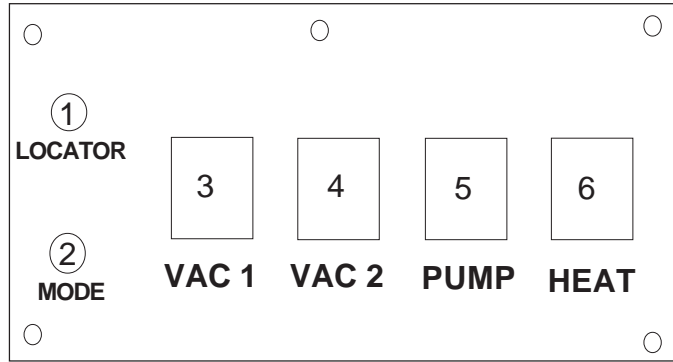 1
LOCATOR
3 4 5 6
2
MODE
VAC 1 VAC 2 PUMP HEAT